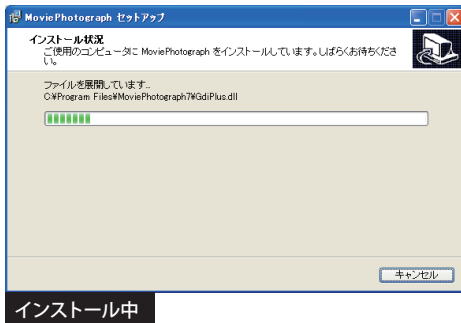 MoviePhotograph セットアップ
インストール状況
ご使用のコンピュータに MoviePhotograph をインストールしています。しばらくお待ちくださ
い。
ファイルを展開しています...
C:¥Program Files¥MoviePhotograph7¥GdiPlus.dll
キャンセル
インストール中